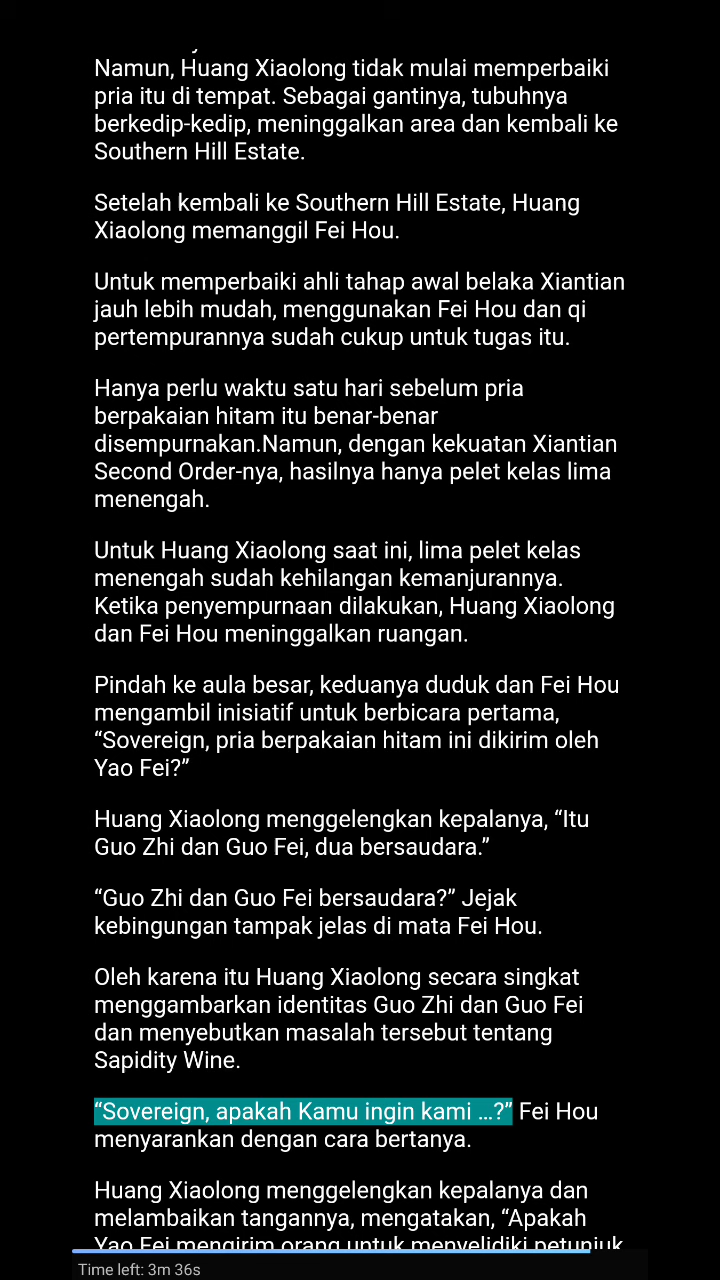 Namun, Huang Xiaolong tidak mulai memperbaiki
pria itu di tempat. Sebagai gantinya, tubuhnya
berkedip-kedip, meninggalkan area dan kembali ke
Southern Hill Estate.
Setelah kembali ke Southern Hill Estate, Huang
Xiaolong memanggil Fei Hou.
Untuk memperbaiki ahli tahap awal belaka Xiantian
jauh lebih mudah, menggunakan Fei Hou dan qi
pertempurannya sudah cukup untuk tugas itu.
Hanya perlu waktu satu hari sebelum pria
berpakaian hitam itu benar-benar
disempurnakan.Namun, dengan kekuatan Xiantian
Second Order-nya, hasilnya hanya pelet kelas lima
menengah.
Untuk Huang Xiaolong saat ini, lima pelet kelas
menengah sudah kehilangan kemanjurannya.
Ketika penyempurnaan dilakukan, Huang Xiaolong
dan Fei Hou meninggalkan ruangan.
Pindah ke aula besar, keduanya duduk dan Fei Hou
mengambil inisiatif untuk berbicara pertama,
“Sovereign, pria berpakaian hitam ini dikirim oleh
Yao Fei?”
Huang Xiaolong menggelengkan kepalanya, “Itu
Guo Zhi dan Guo Fei, dua bersaudara.”
“Guo Zhi dan Guo Fei bersaudara?” Jejak
kebingungan tampak jelas di mata Fei Hou.
Oleh karena itu Huang Xiaolong secara singkat
menggambarkan identitas Guo Zhi dan Guo Fei
dan menyebutkan masalah tersebut tentang
Sapidity Wine.
“Sovereign, apakah Kamu ingin kami …?” Fei Hou
menyarankan dengan cara bertanya.
Huang Xiaolong menggelengkan kepalanya dan
melambaikan tangannya, mengatakan, “Apakah
Yao Fei mengirim orang untuk menyelidiki petunjuk
Time left: 3m 36s